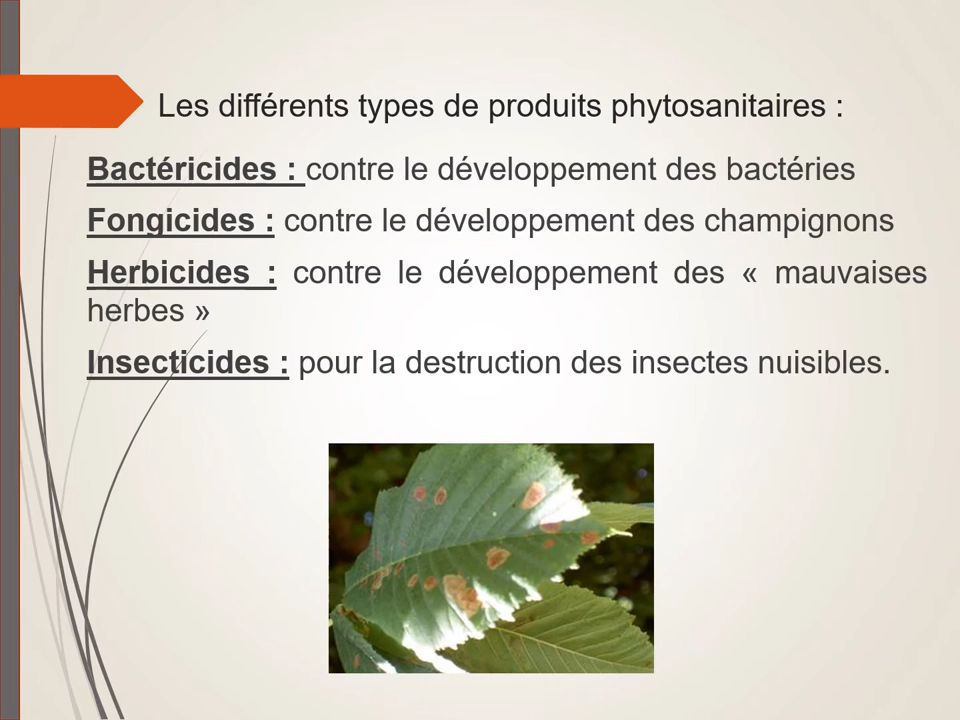 Les différents types de produits phytosanitaires :
Bactéricides : contre le développement des bactéries
Fongicides : contre le développement des champignons
Herbicides : contre le développement des « mauvaises
herbes »
Insecticides : pour la destruction des insectes nuisibles.